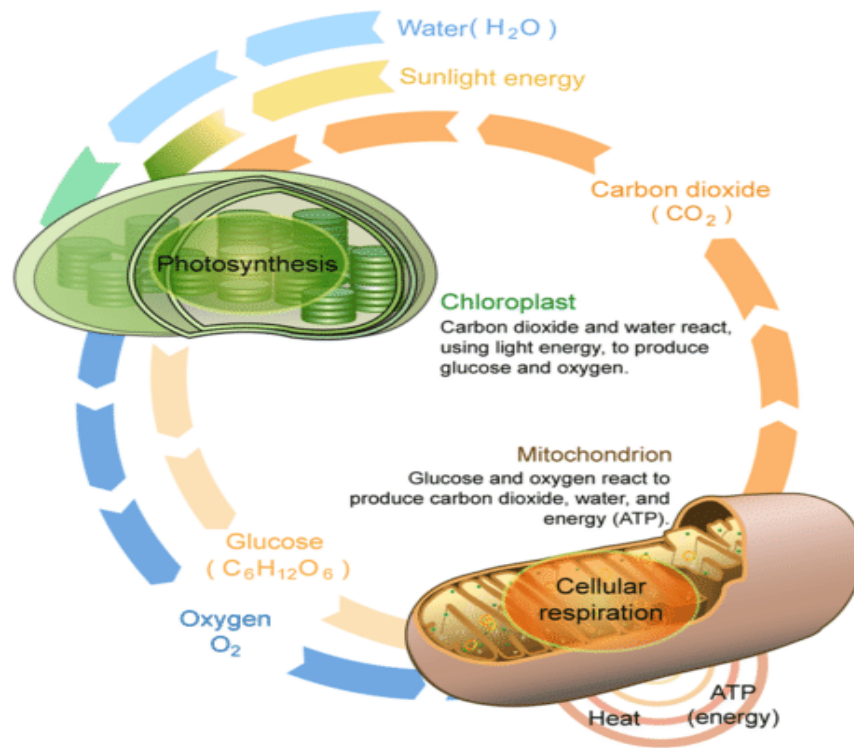 Water(H₂O)
Sunlight energy
Carbon dioxide
(CO₂)
Photosynthesis
Chloroplast
Carbon dioxide and water react,
using light energy, to produce
glucose and oxygen.
Mitochondrion
Glucose and oxygen react to
produce carbon dioxide, water, and
energy (ATP).
Glucose
(C₆H₁₂O₆)
Cellular
respiration
Oxygen
O₂
Heat
ATP
(energy)